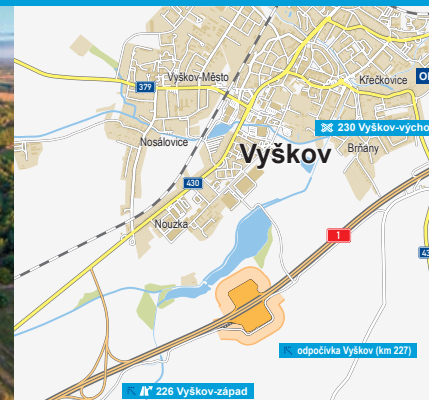 Vyškov-Město
Křečkovice
379
230 Vyškov-výcho
Nosálovice
Vyškov
Brňany
430
Nouzka
1
odpočívka Vyškov (km 227)
226 Vyškov-západ